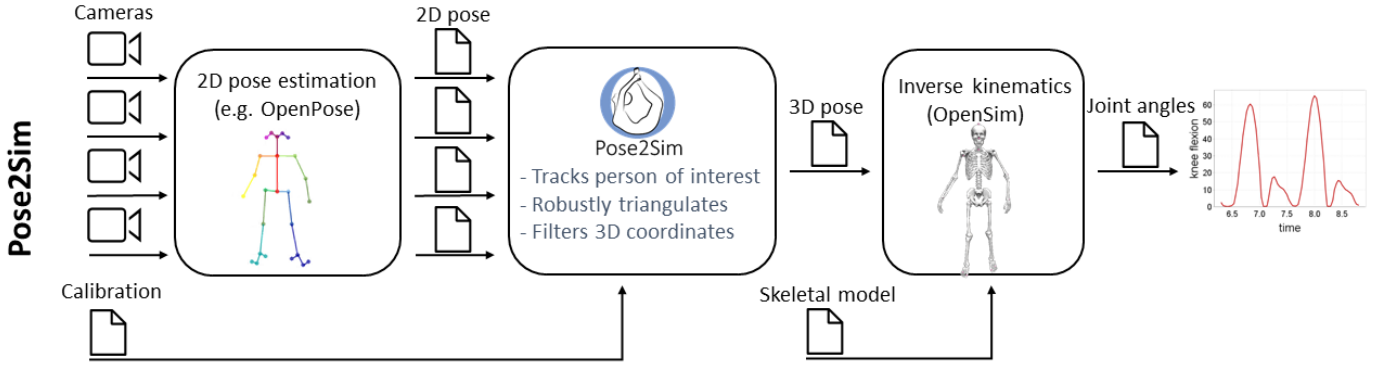 Pose2Sim
Cameras
2D pose estimation
(e.g. OpenPose)
2D pose
Pose2Sim
- Tracks person of interest
- Robustly triangulates
- Filters 3D coordinates
3D pose
Inverse kinematics
(OpenSim)
Joint angles
knee flexion
60
50
40
30
20
10
0
6.5 7.0 7.5 8.0 8.5
time
Calibration
Skeletal model